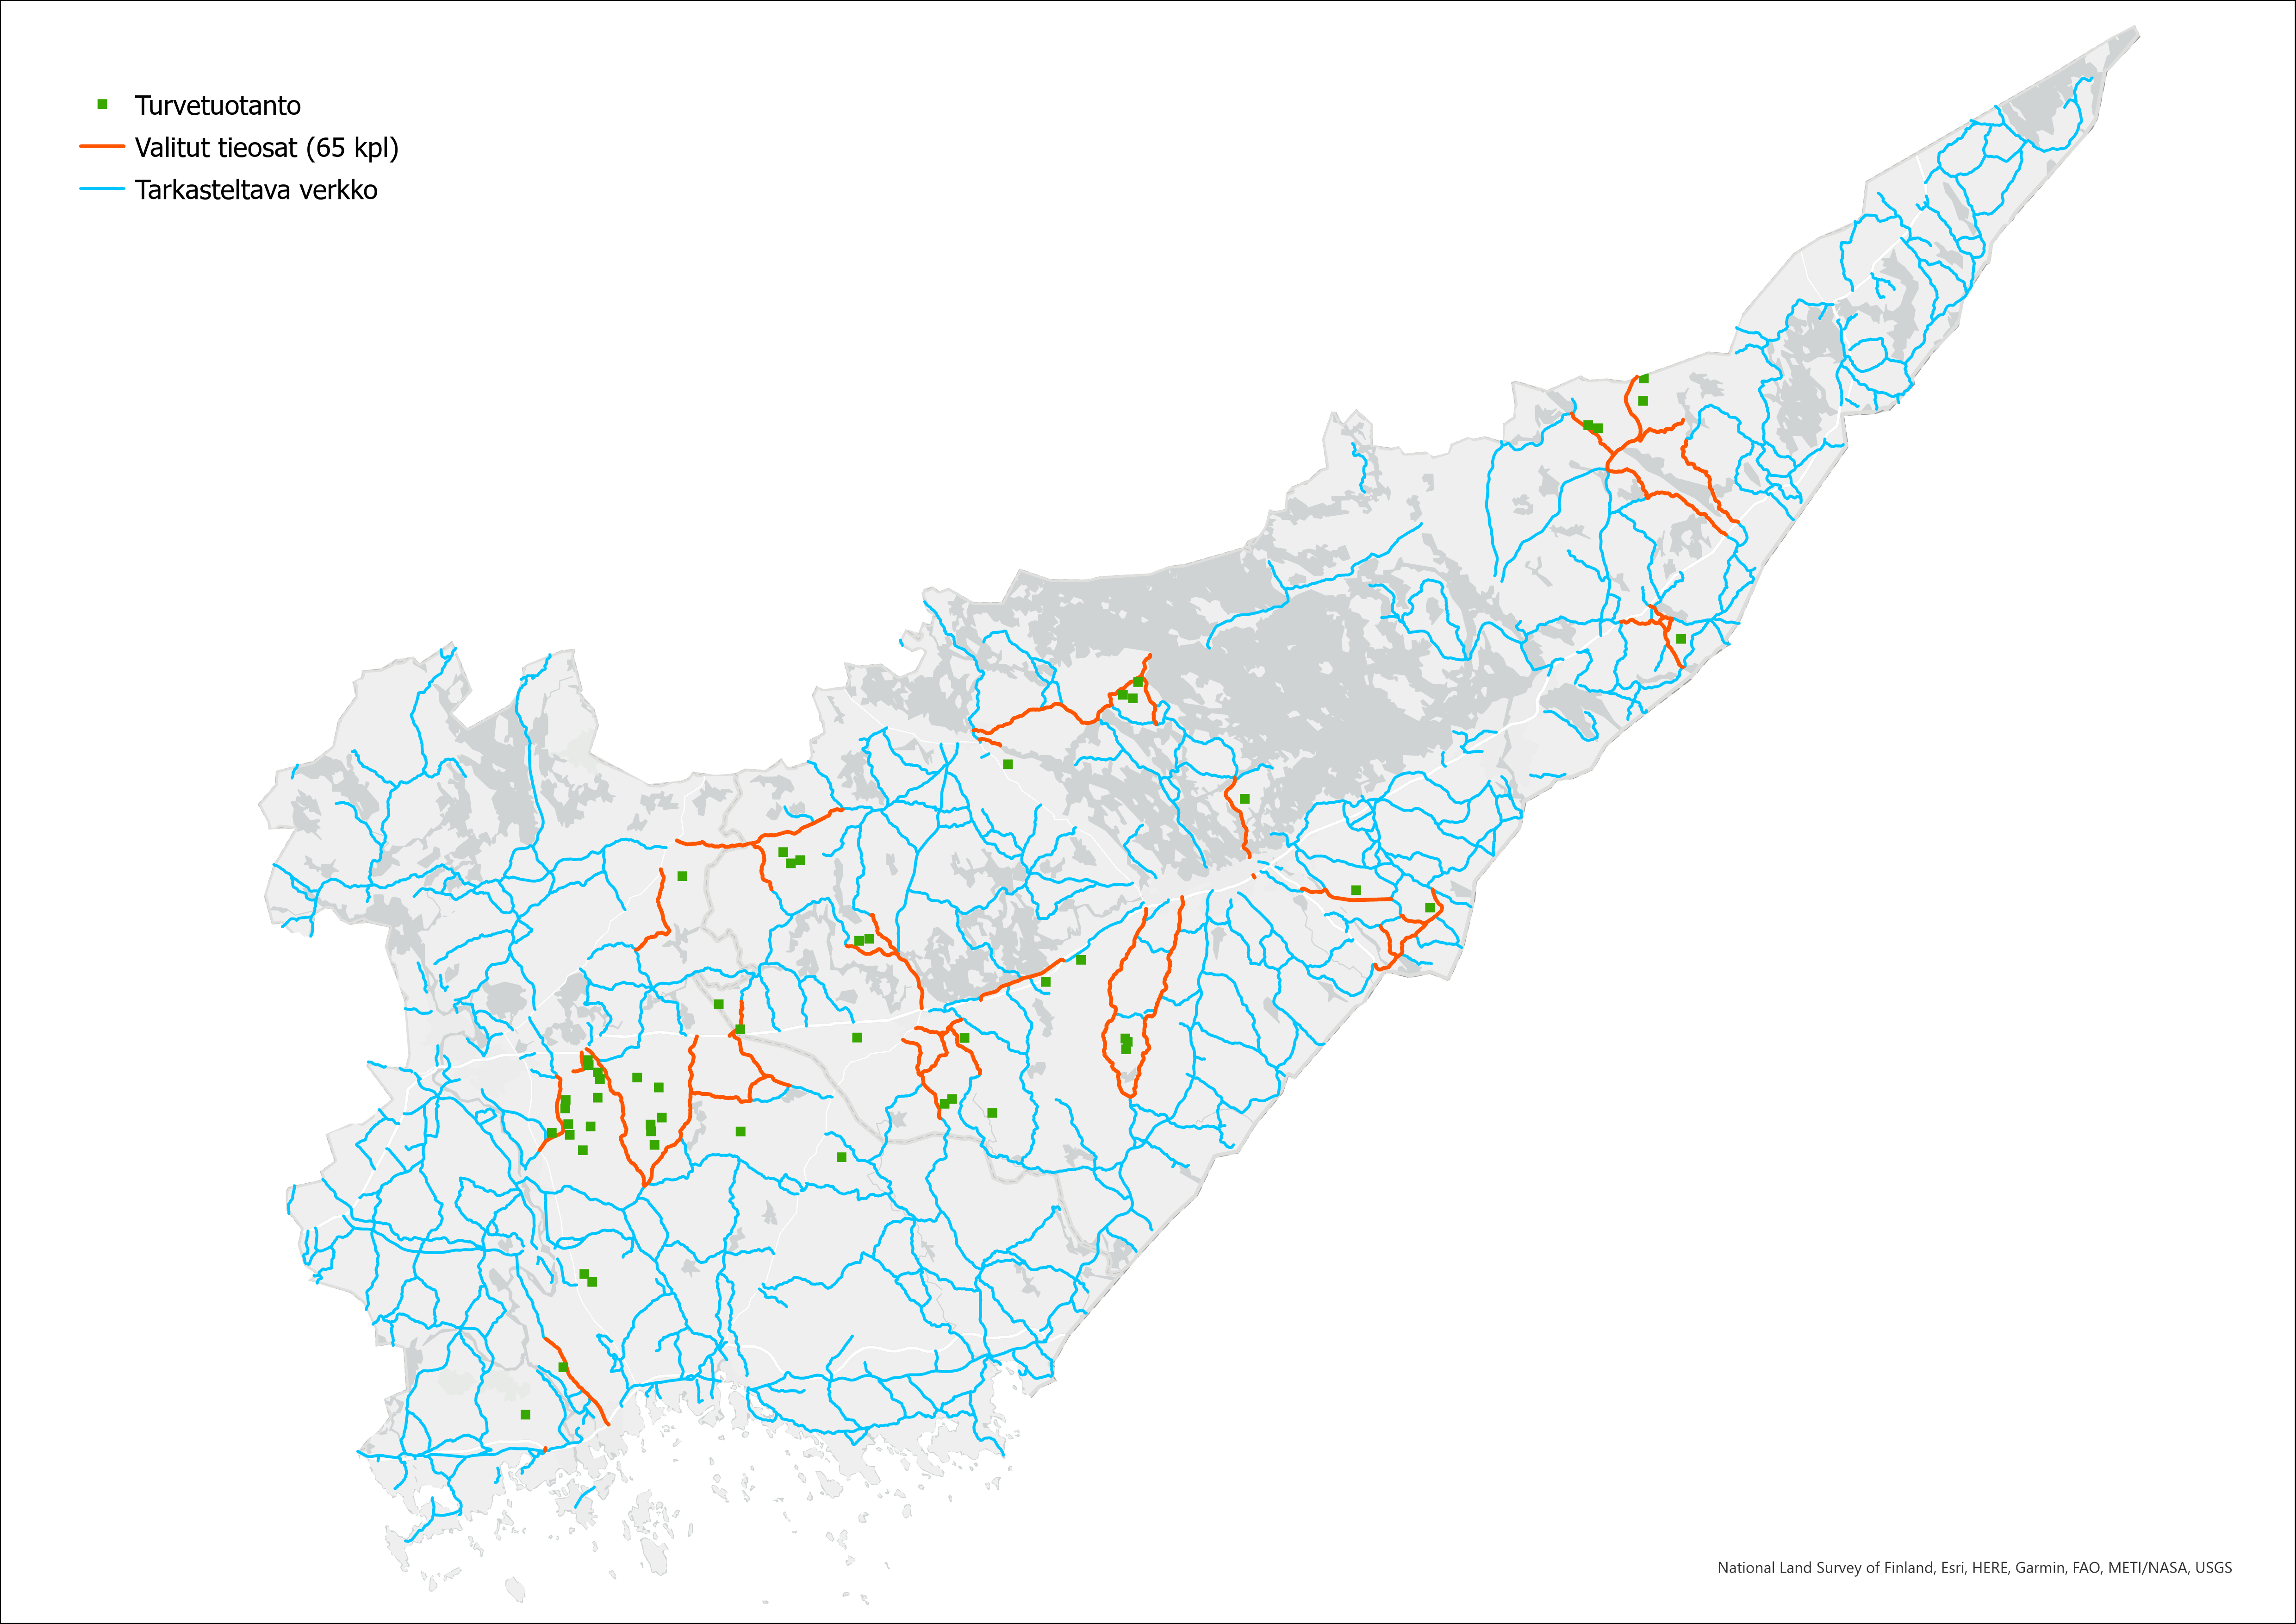 Turvetuotanto
Valitut tieosat (65 kpl)
Tarkasteltava verkko
National Land Survey of Finland, Esri, HERE, Garmin, FAO, METI/NASA, USGS